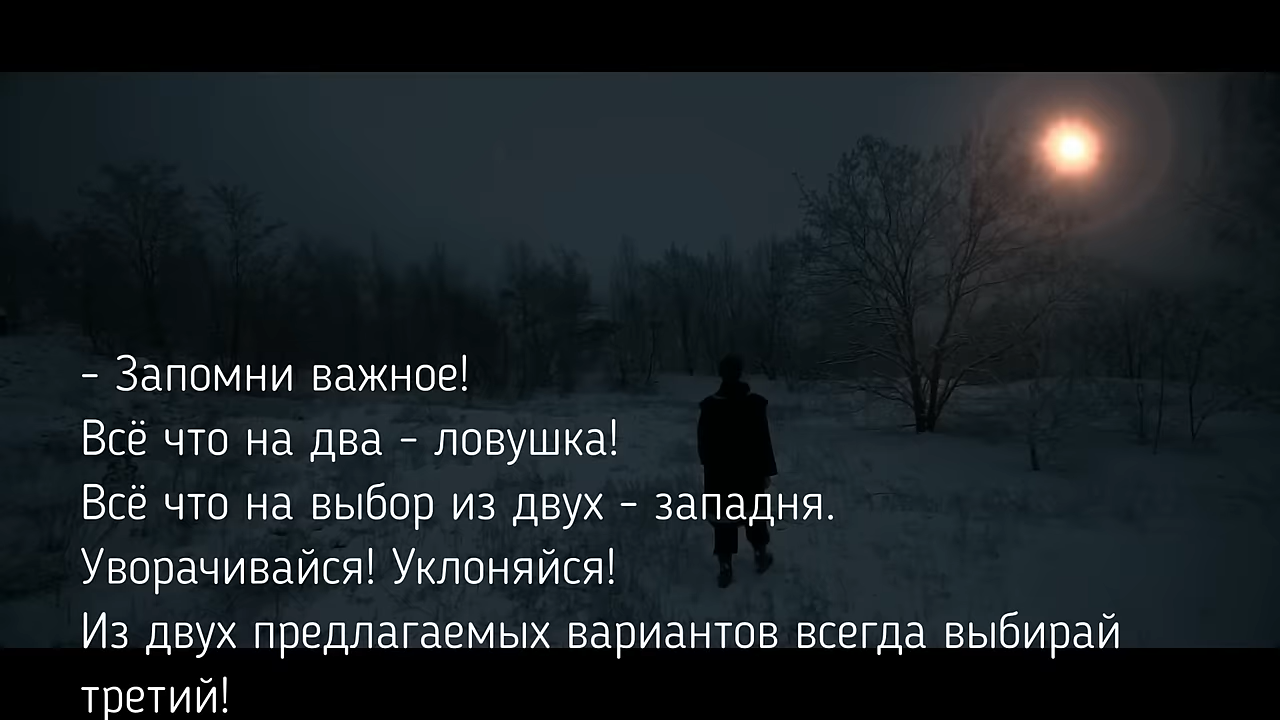 - Запомни важное!
Всё что на два - ловушка!
Всё что на выбор из двух - западня.
Уворачивайся! Уклоняйся!
Из двух предлагаемых вариантов всегда выбирай
третий!